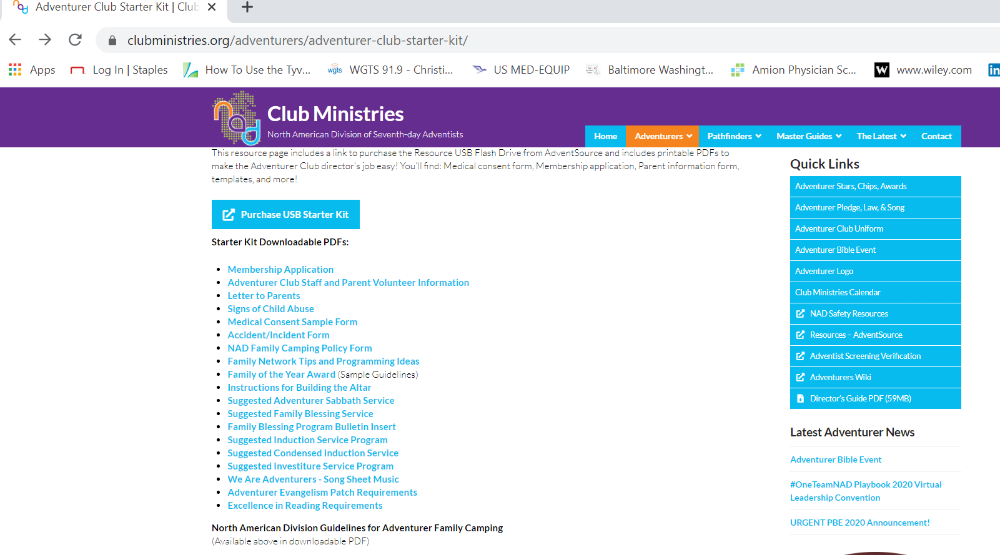 Adventurer Club Starter Kit | Club
clubministries.org/adventurers/adventurer-club-starter-kit/
Apps
Log In | Staples
How To Use the Tyv...
wgts
WGTS 91.9 - Christi...
US MED-EQUIP
Baltimore Washingt...
Amion Physician Sc...
W
www.wiley.com
in
nad
Club Ministries
North American Division of Seventh-day Adventists
Home
Adventurers
Pathfinders
Master Guides
The Latest
Contact
This resource page includes a link to purchase the Resource USB Flash Drive from AdventSource and includes printable PDFs to
make the Adventurer Club director's job easy! You'll find: Medical consent form, Membership application, Parent information form,
templates, and more!
Purchase USB Starter Kit
Starter Kit Downloadable PDFs:
Membership Application
Adventurer Club Staff and Parent Volunteer Information
Letter to Parents
Signs of Child Abuse
Medical Consent Sample Form
Accident/Incident Form
NAD Family Camping Policy Form
Family Network Tips and Programming Ideas
Family of the Year Award (Sample Guidelines)
Instructions for Building the Altar
Suggested Adventurer Sabbath Service
Suggested Family Blessing Service
Family Blessing Program Bulletin Insert
Suggested Induction Service Program
Suggested Condensed Induction Service
Suggested Investiture Service Program
We Are Adventurers - Song Sheet Music
Adventurer Evangelism Patch Requirements
Excellence in Reading Requirements
North American Division Guidelines for Adventurer Family Camping
(Available above in downloadable PDF)
Quick Links
Adventurer Stars, Chips, Awards
Adventurer Pledge, Law, & Song
Adventurer Club Uniform
Adventurer Bible Event
Adventurer Logo
Club Ministries Calendar
NAD Safety Resources
Resources – AdventSource
Adventist Screening Verification
Adventurers Wiki
Director's Guide PDF (59MB)
Latest Adventurer News
Adventurer Bible Event
#OneTeamNAD Playbook 2020 Virtual
Leadership Convention
URGENT PBE 2020 Announcement!